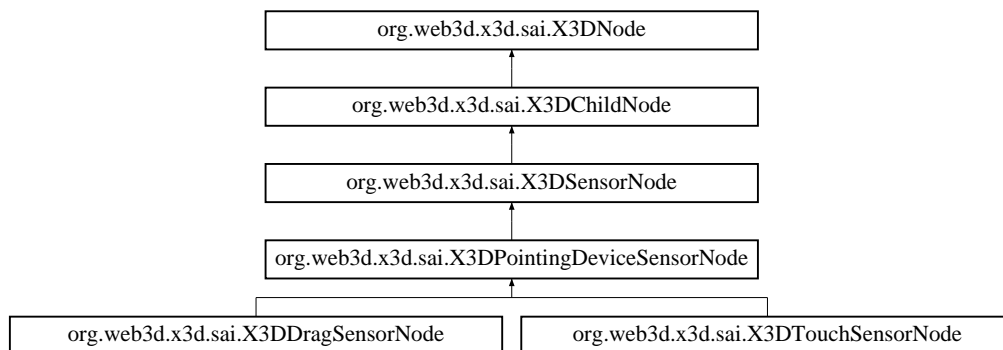 org.web3d.x3d.sai.X3DNode
org.web3d.x3d.sai.X3DChildNode
org.web3d.x3d.sai.X3DSensorNode
org.web3d.x3d.sai.X3DPointingDeviceSensorNode
org.web3d.x3d.sai.X3DDragSensorNode
org.web3d.x3d.sai.X3DTouchSensorNode